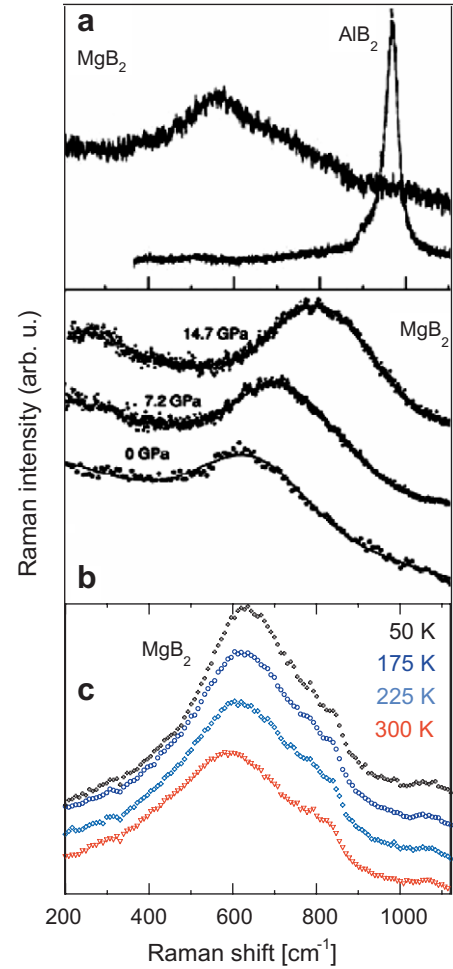 a
AlB₂
MgB₂
14.7 GPa
MgB₂
7.2 GPa
0 GPa
b
Raman intensity (arb. u.)
MgB₂
50 K
175 K
225 K
300 K
c
200 400 600 800 1000
Raman shift [cm⁻¹]